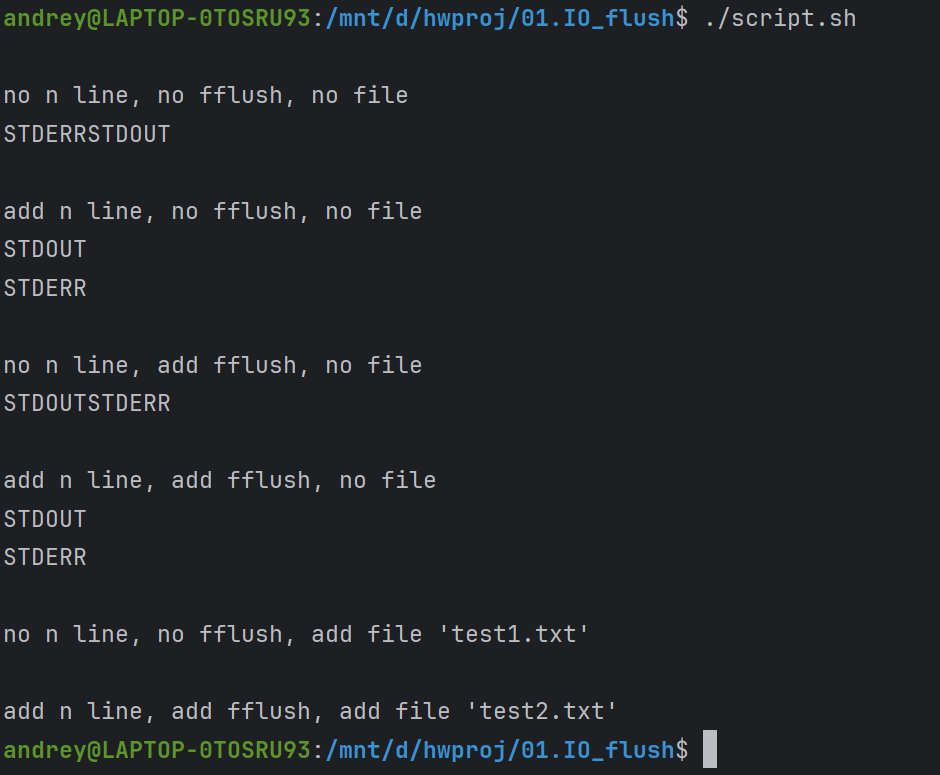 andrey@LAPTOP-0TOSRU93:/mnt/d/hwproj/01.IO_flush$ ./script.sh
no n line, no fflush, no file
STDERRSTDOUT
add n line, no fflush, no file
STDOUT
STDERR
no n line, add fflush, no file
STDOUTSTDERR
add n line, add fflush, no file
STDOUT
STDERR
no n line, no fflush, add file 'test1.txt'
add n line, add fflush, add file 'test2.txt'
andrey@LAPTOP-0TOSRU93:/mnt/d/hwproj/01.IO_flush$